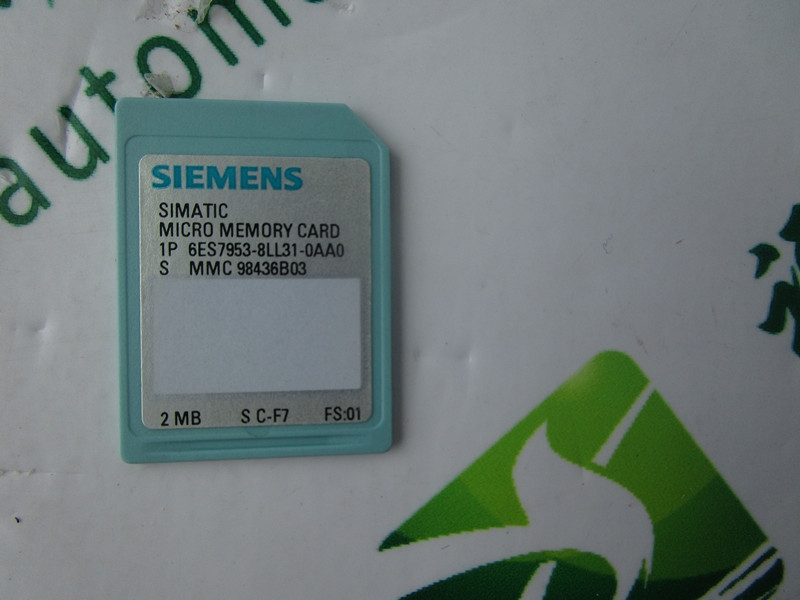 autom
SIEMENS
SIMATIC
MICRO MEMORY CARD
1P 6ES7953-8LL31-0AA0
S MMC 98436B03
2 MB S C-F7 FS:01